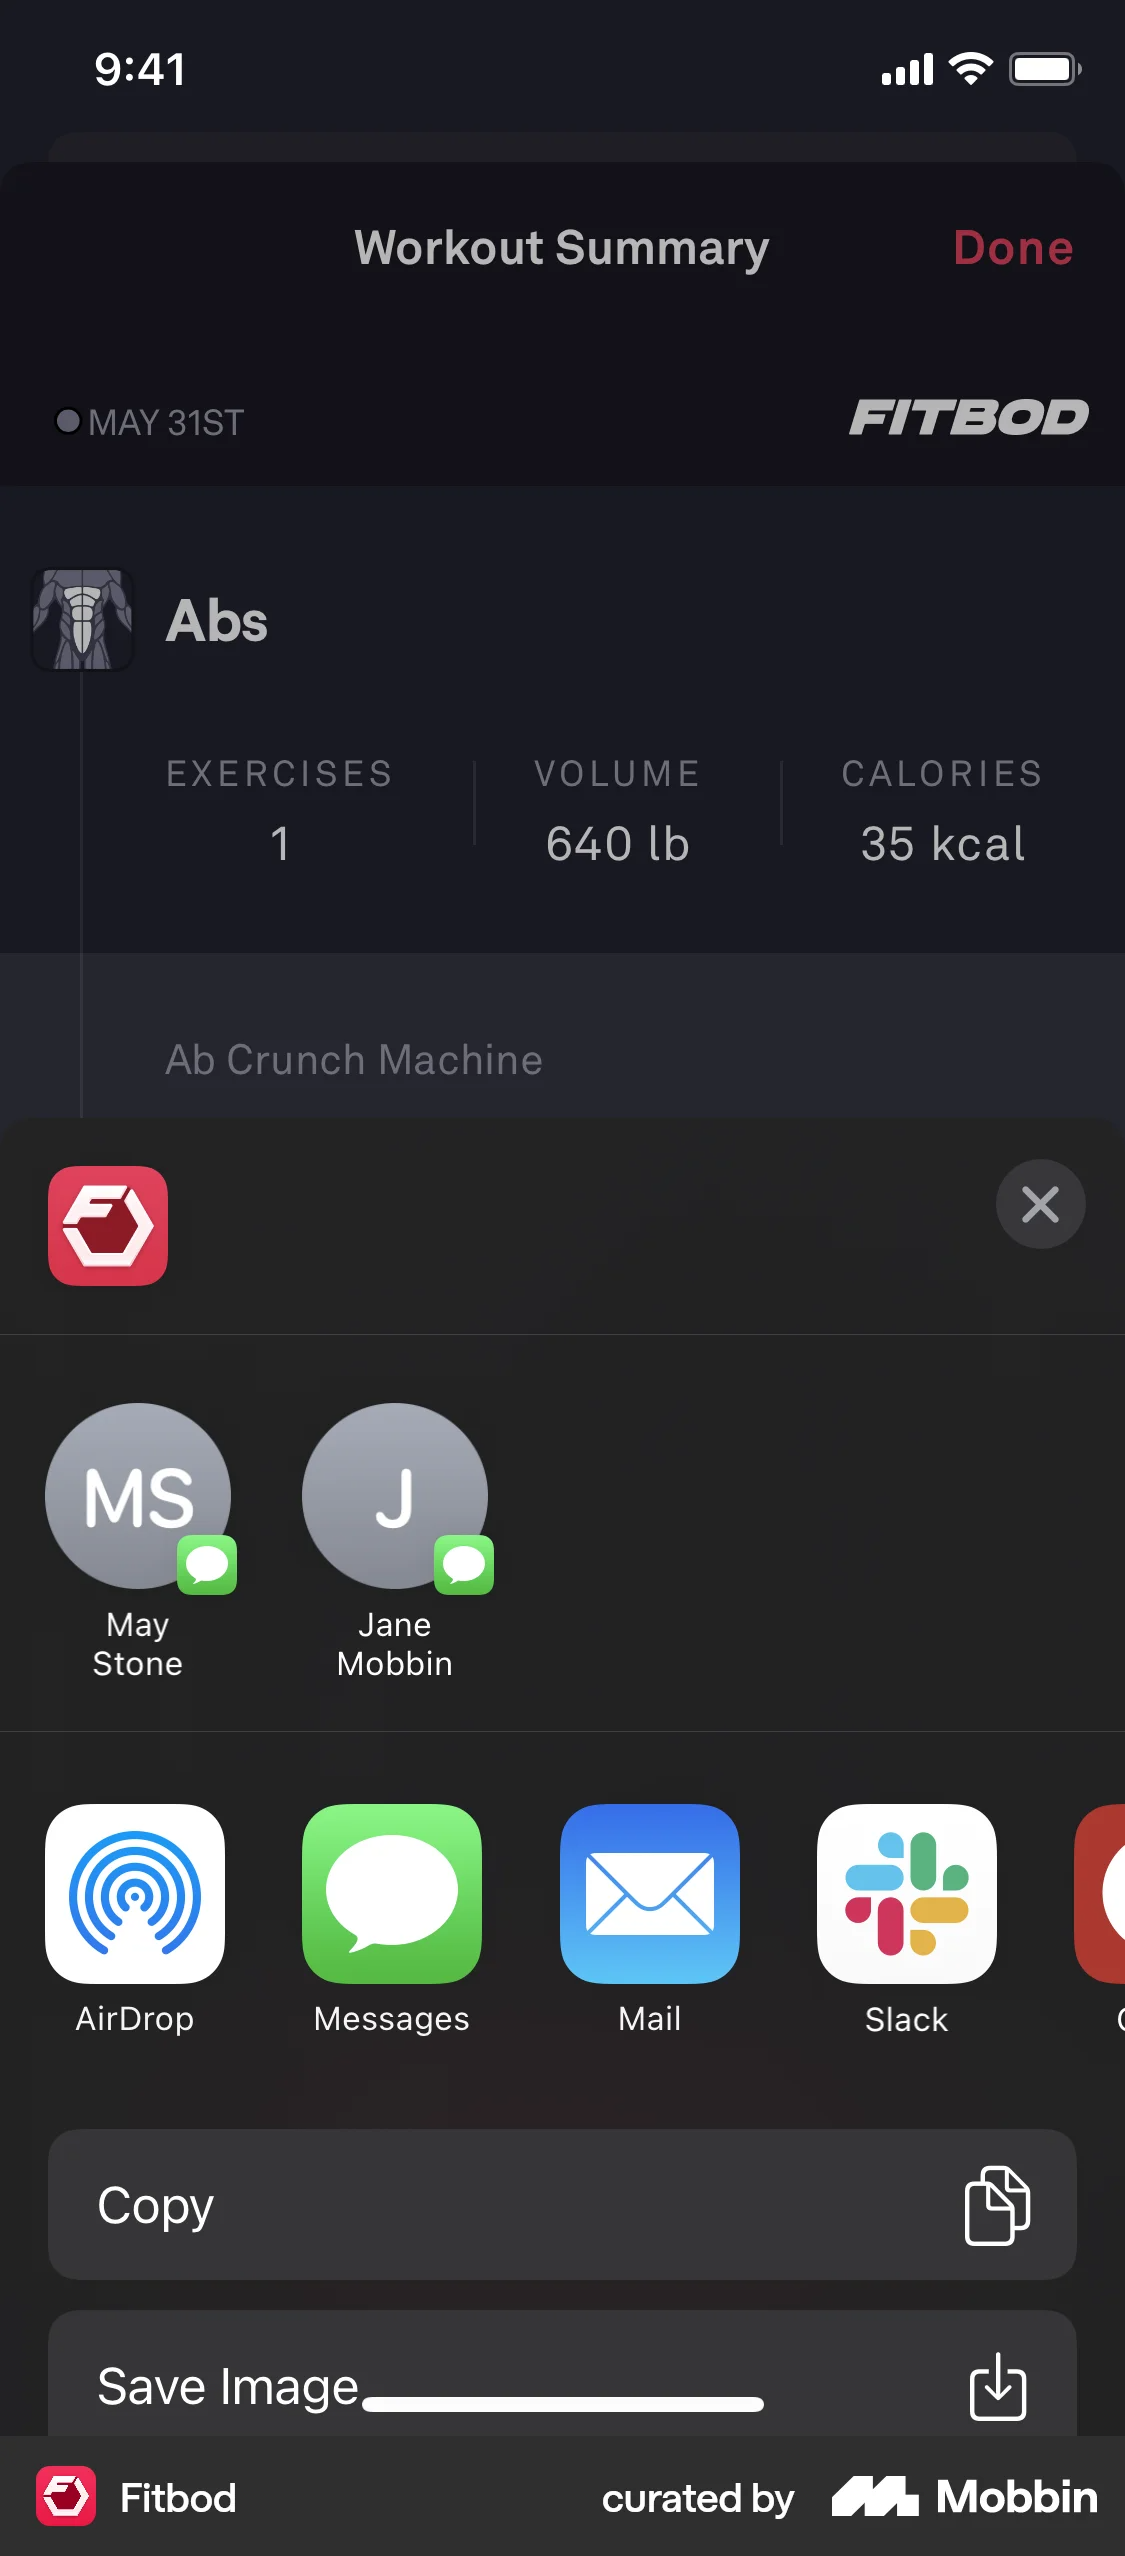 9:41
Workout Summary
Done
MAY 31ST
FITBOD
Abs
EXERCISES
VOLUME
CALORIES
1
640 lb
35 kcal
Ab Crunch Machine
MS
J
May
Stone
Jane
Mobbin
AirDrop
Messages
Mail
Slack
Copy
Save Image
Fitbod
curated by
Mobbin